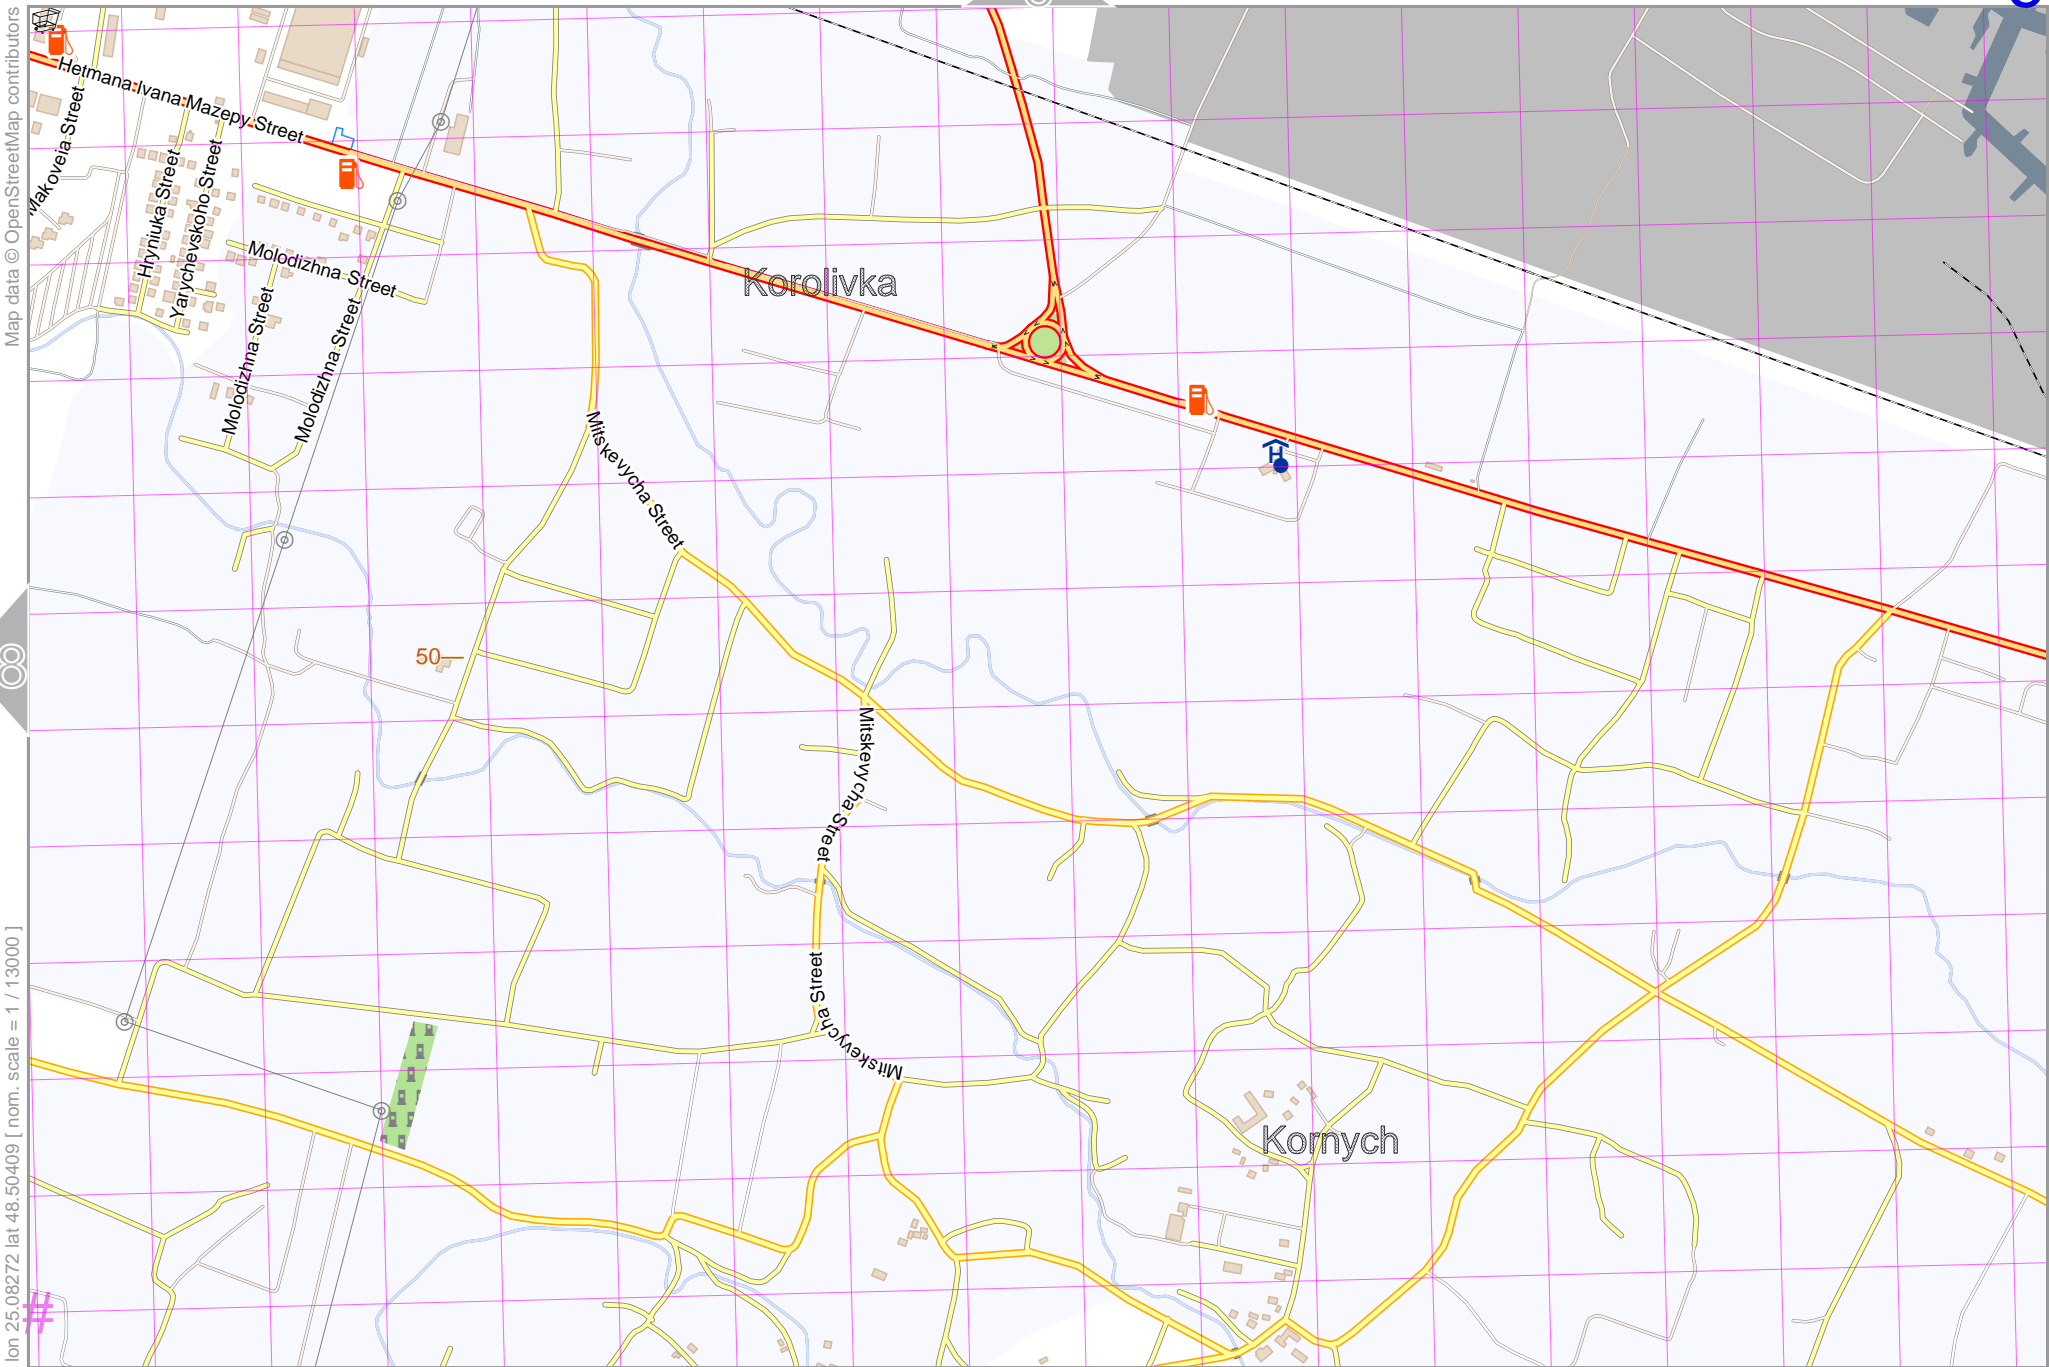 Map data © OpenStreetMap contributors
lon 25.08272 lat 48.50409 [ nom. scale = 1 / 13000 ]
Hetmana Ivana Mazepy Street
Makoveia Street
Hryniuka Street
Yarychevskoho Street
Molodizhna Street
Molodizhna Street
Molodizhna Street
Korolivka
H
Mitskevycha Street
50
Mitskevycha Street
Mitskevycha Street
Mitskevycha
Kornych
#